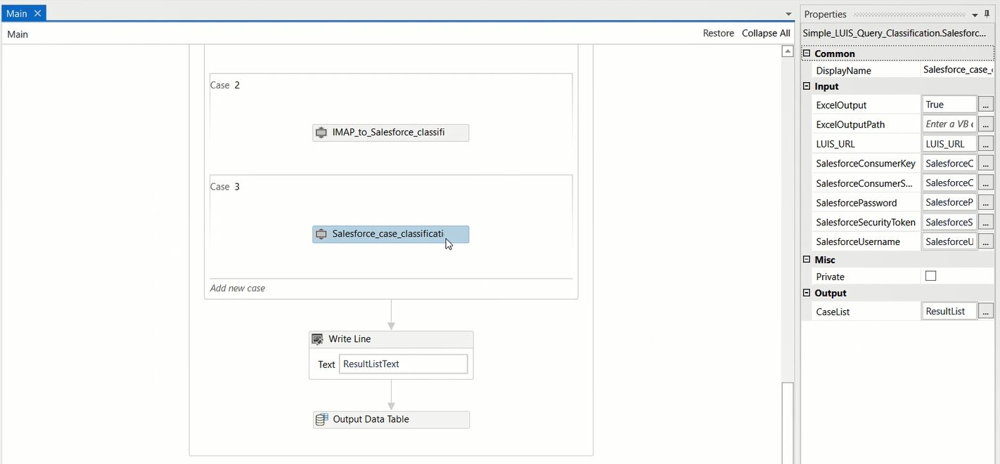 Main
Main
Restore Collapse All
Case 2
IMAP_to_Salesforce_classifi
Case 3
Salesforce_case_classificati
Add new case
Write Line
Text ResultListText
Output Data Table
Properties
Simple_LUIS_Query_Classification.Salesforc...
Common
DisplayName Salesforce_case_
Input
ExcelOutput True ...
ExcelOutputPath Enter a VB e ...
LUIS_URL LUIS_URL ...
SalesforceConsumerKey SalesforceC ...
SalesforceConsumerS... SalesforceC ...
SalesforcePassword SalesforceP ...
SalesforceSecurityToken SalesforceS ...
SalesforceUsername SalesforceU ...
Misc
Private
Output
CaseList ResultList ...